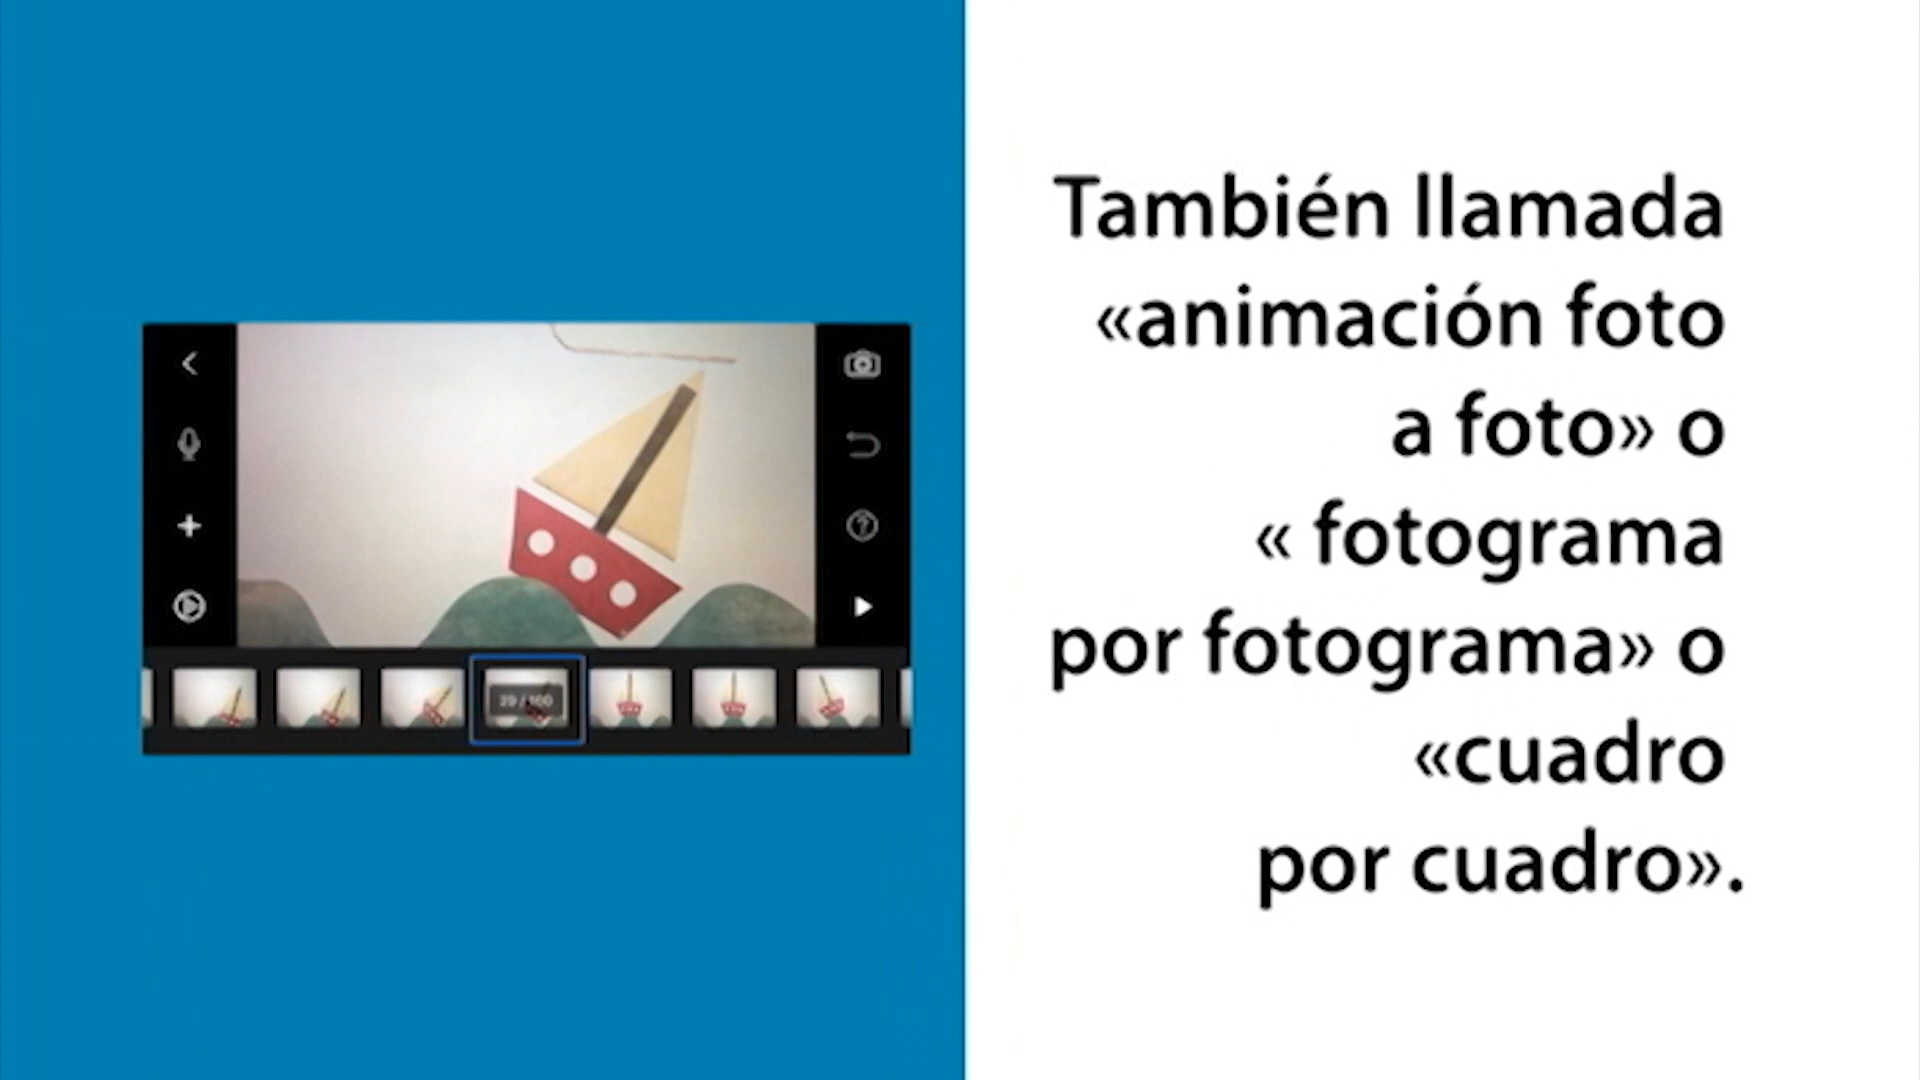 También llamada
«animación foto
a foto» o
« fotograma
por fotograma» o
«cuadro
por cuadro».